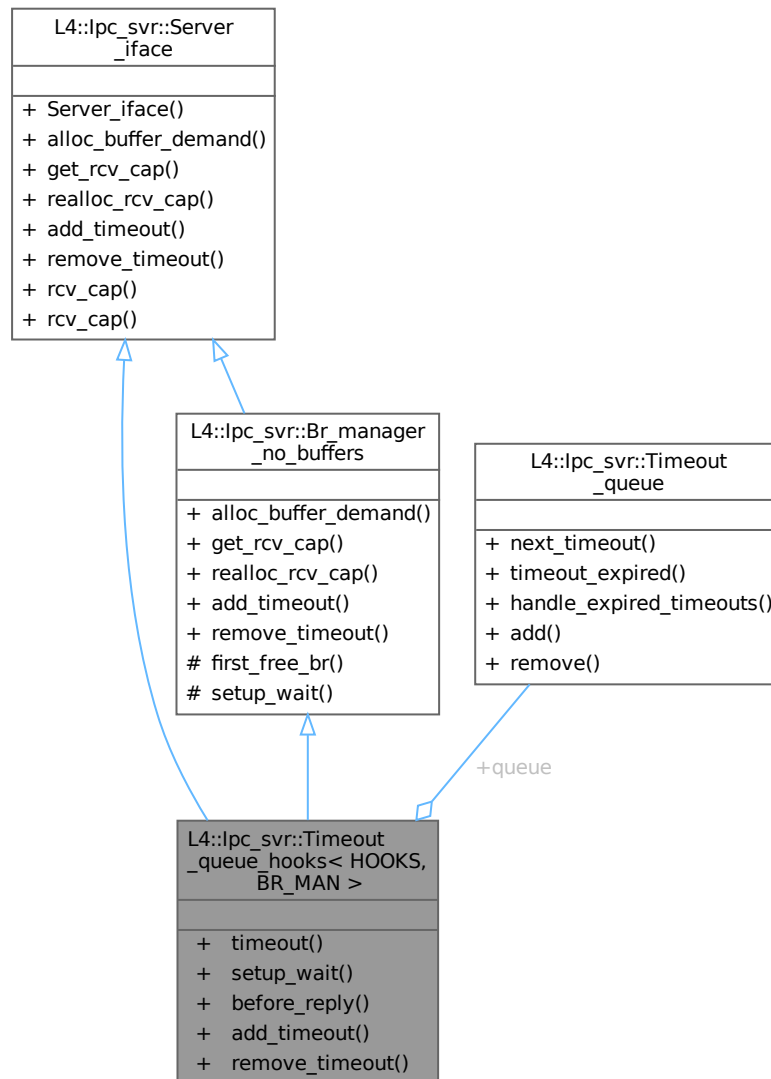 L4::Ipc_svr::Server
_iface
+ Server_iface()
+ alloc_buffer_demand()
+ get_rcv_cap()
+ realloc_rcv_cap()
+ add_timeout()
+ remove_timeout()
+ rcv_cap()
+ rcv_cap()
L4::Ipc_svr::Br_manager
_no_buffers
+ alloc_buffer_demand()
+ get_rcv_cap()
+ realloc_rcv_cap()
+ add_timeout()
+ remove_timeout()
# first_free_br()
# setup_wait()
L4::Ipc_svr::Timeout
_queue
+ next_timeout()
+ timeout_expired()
+ handle_expired_timeouts()
+ add()
+ remove()
+queue
L4::Ipc_svr::Timeout
_queue_hooks< HOOKS,
BR_MAN >
+ timeout()
+ setup_wait()
+ before_reply()
+ add_timeout()
+ remove_timeout()